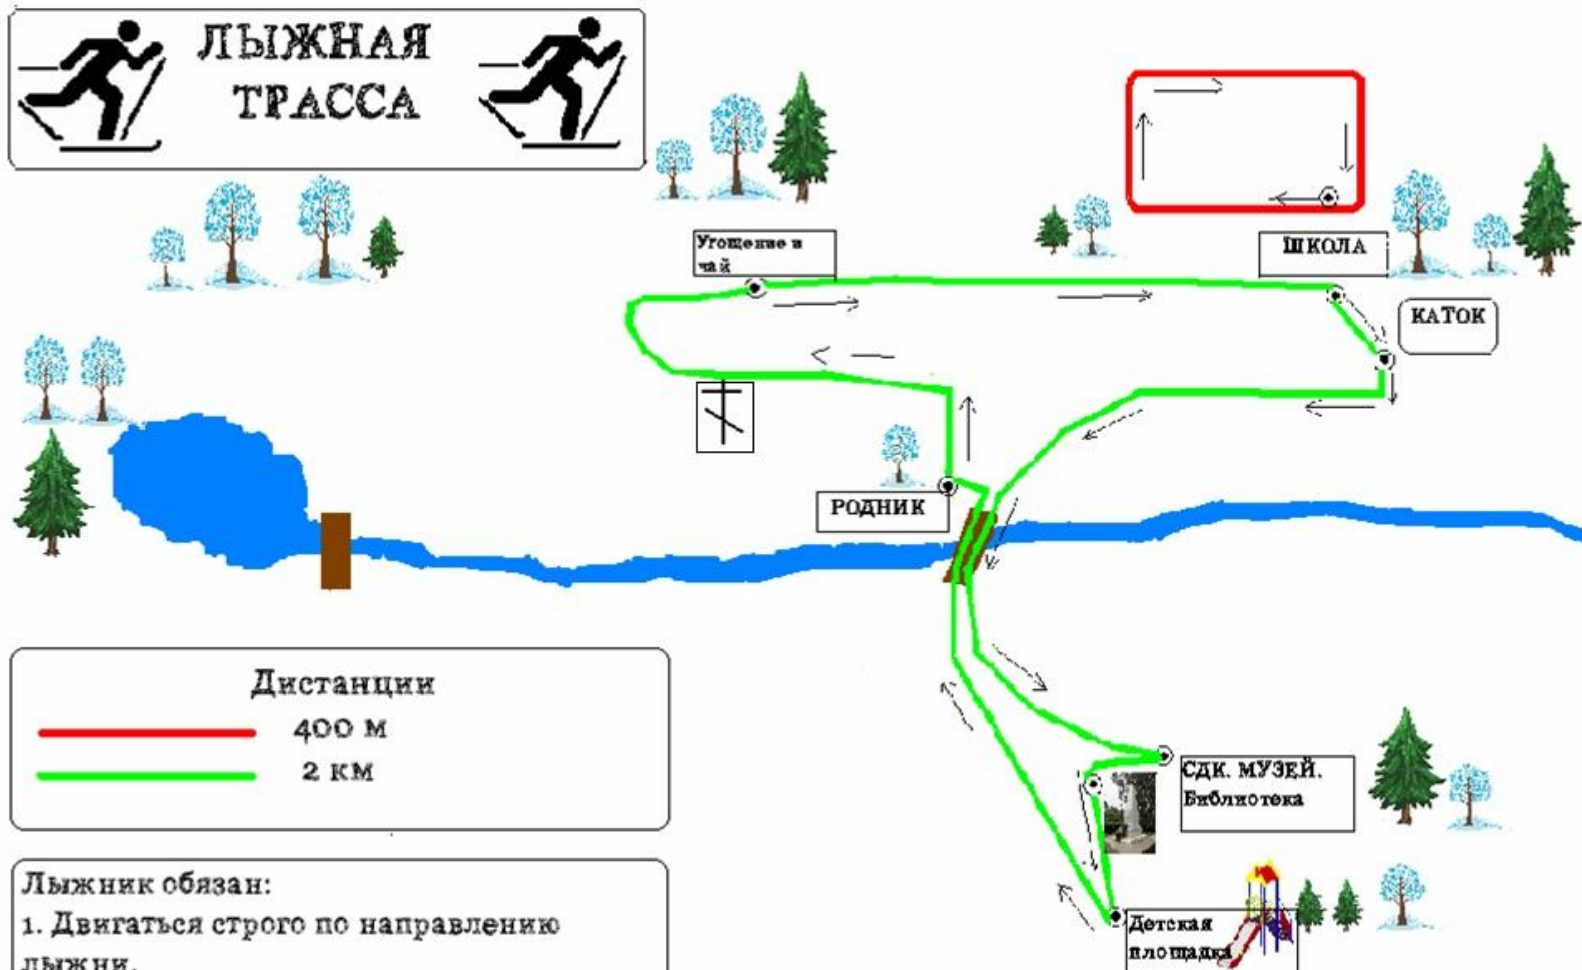 ЛЫЖНАЯ
ТРАССА
Угощение и
чай
ШКОЛА
КАТОК
РОДНИК
Дистанции
400 м
2 км
СДК. МУЗЕЙ.
Библиотека
Детская
площадка
Лыжник обязан:
1. Двигаться строго по направлению
лыжни.